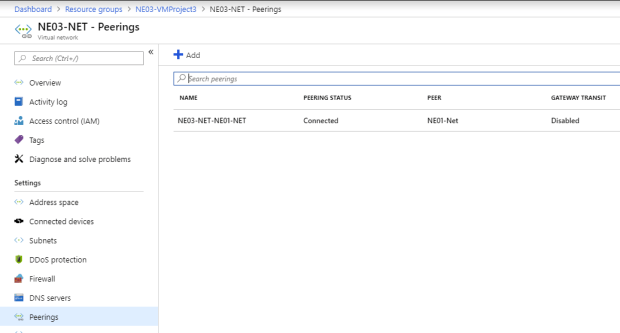 Dashboard > Resource groups > NE03-VMProject3 > NE03-NET - Peerings
NE03-NET - Peerings
Virtual network
Search (Ctrl+/)
«
Overview
Activity log
Access control (IAM)
Tags
Diagnose and solve problems
Settings
Address space
Connected devices
Subnets
DDoS protection
Firewall
DNS servers
Peerings
Add
Search peerings
NAME PEERING STATUS PEER GATEWAY TRANSIT
NE03-NET-NE01-NET Connected NE01-Net Disabled